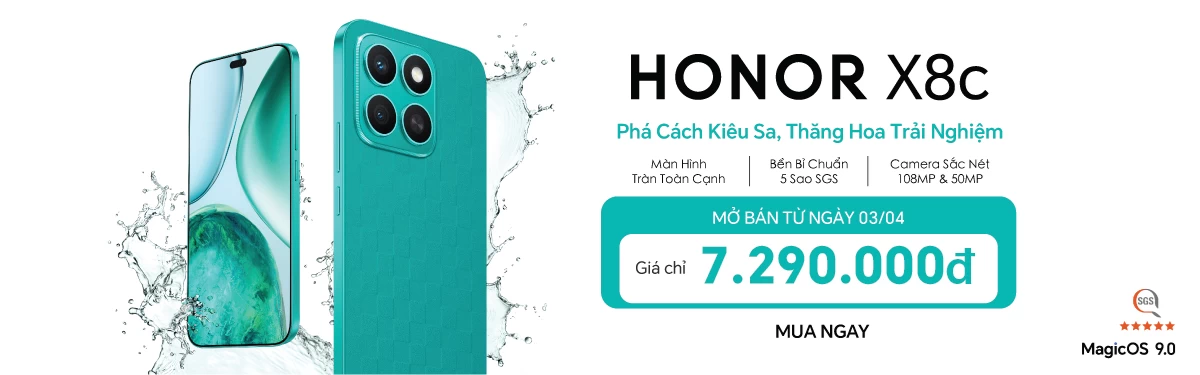 HONOR X8c
Phá Cách Kiêu Sa, Thăng Hoa Trải Nghiệm
Màn Hình
Tràn Toàn Cạnh
Bền Bỉ Chuẩn
5 Sao SGS
Camera Sắc Nét
108MP & 50MP
MỞ BÁN TỪ NGÀY 03/04
Giá chỉ 7.290.000đ
MUA NGAY
SGS
MagicOS 9.0